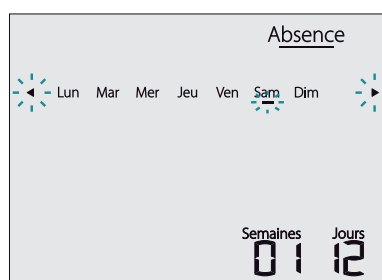 Absence
◄ Lun Mar Mer Jeu Ven Sam Dim ►
Semaines Jours
01 12